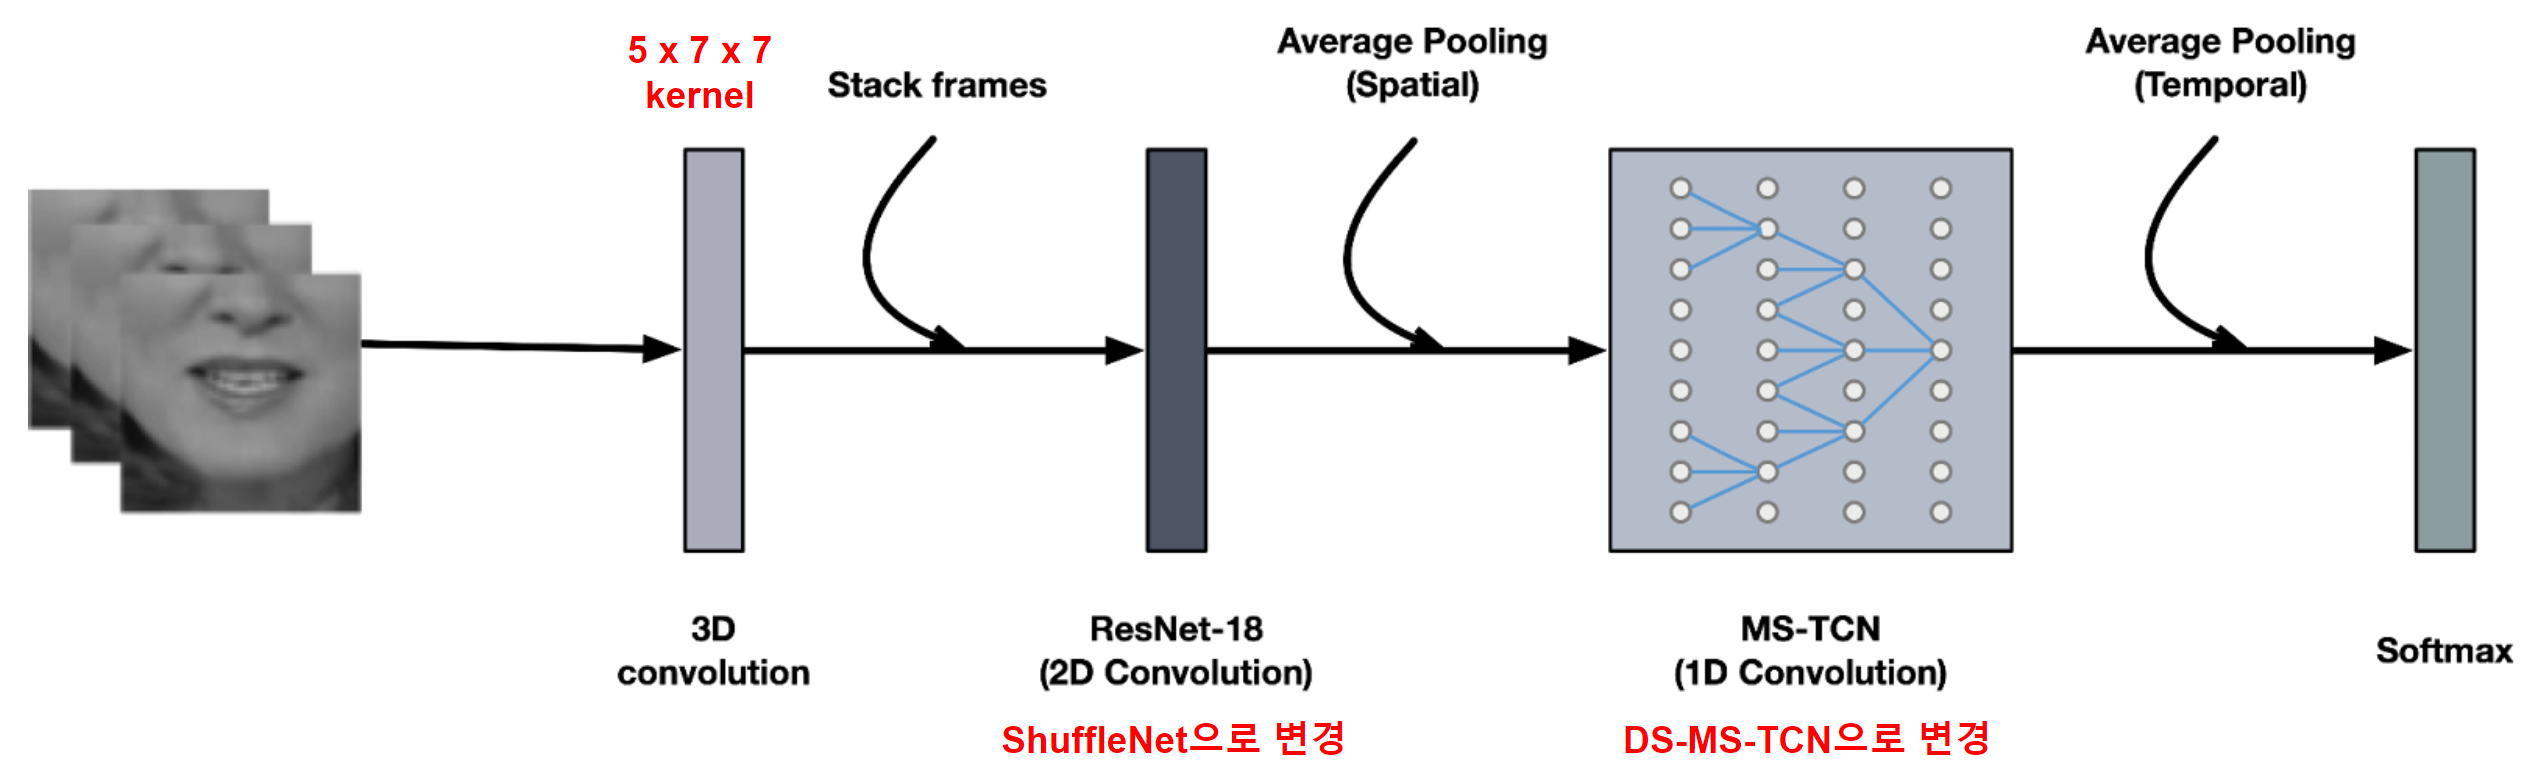 5 x 7 x 7
kernel
Stack frames
Average Pooling
(Spatial)
Average Pooling
(Temporal)
3D
convolution
ResNet-18
(2D Convolution)
ShuffleNet으로 변경
MS-TCN
(1D Convolution)
DS-MS-TCN으로 변경
Softmax